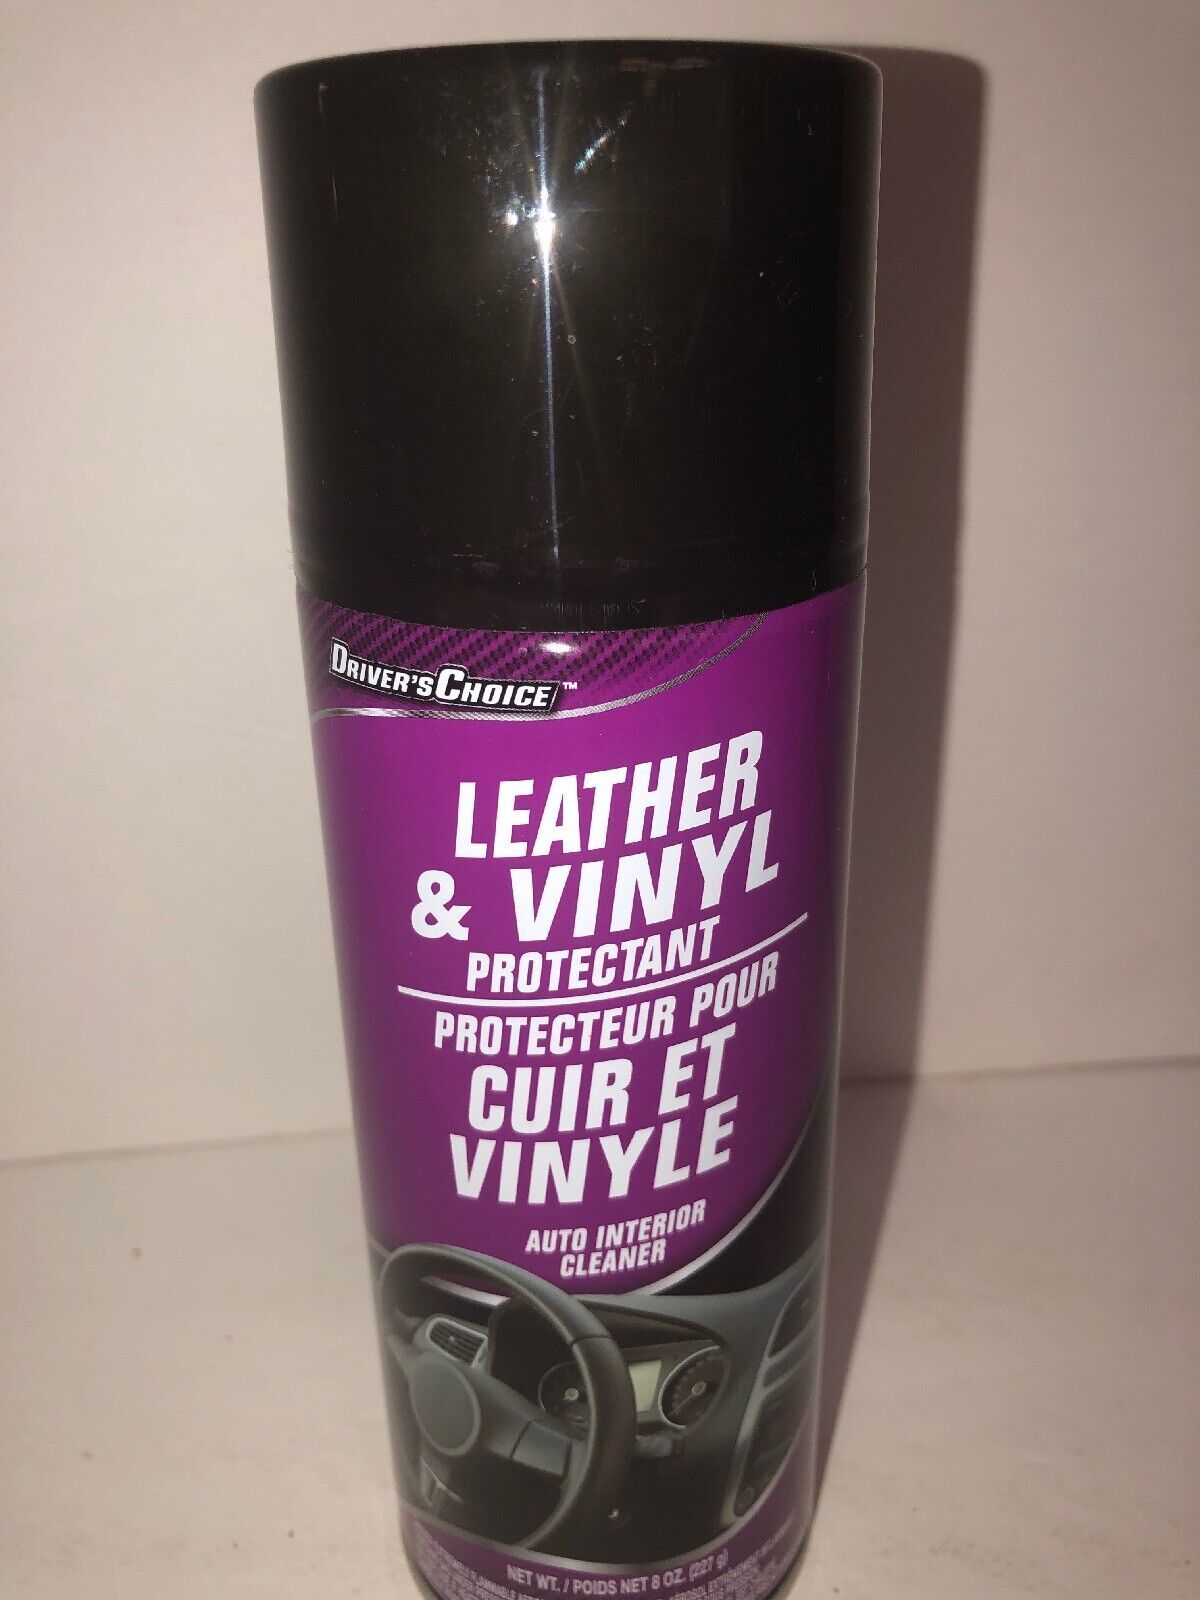 DRIVER'S CHOICE™
LEATHER
& VINYL
PROTECTANT
PROTECTEUR POUR
CUIR ET
VINYLE
AUTO INTERIOR
CLEANER
NET WT. / POIDS NET 8 OZ. (227 g)